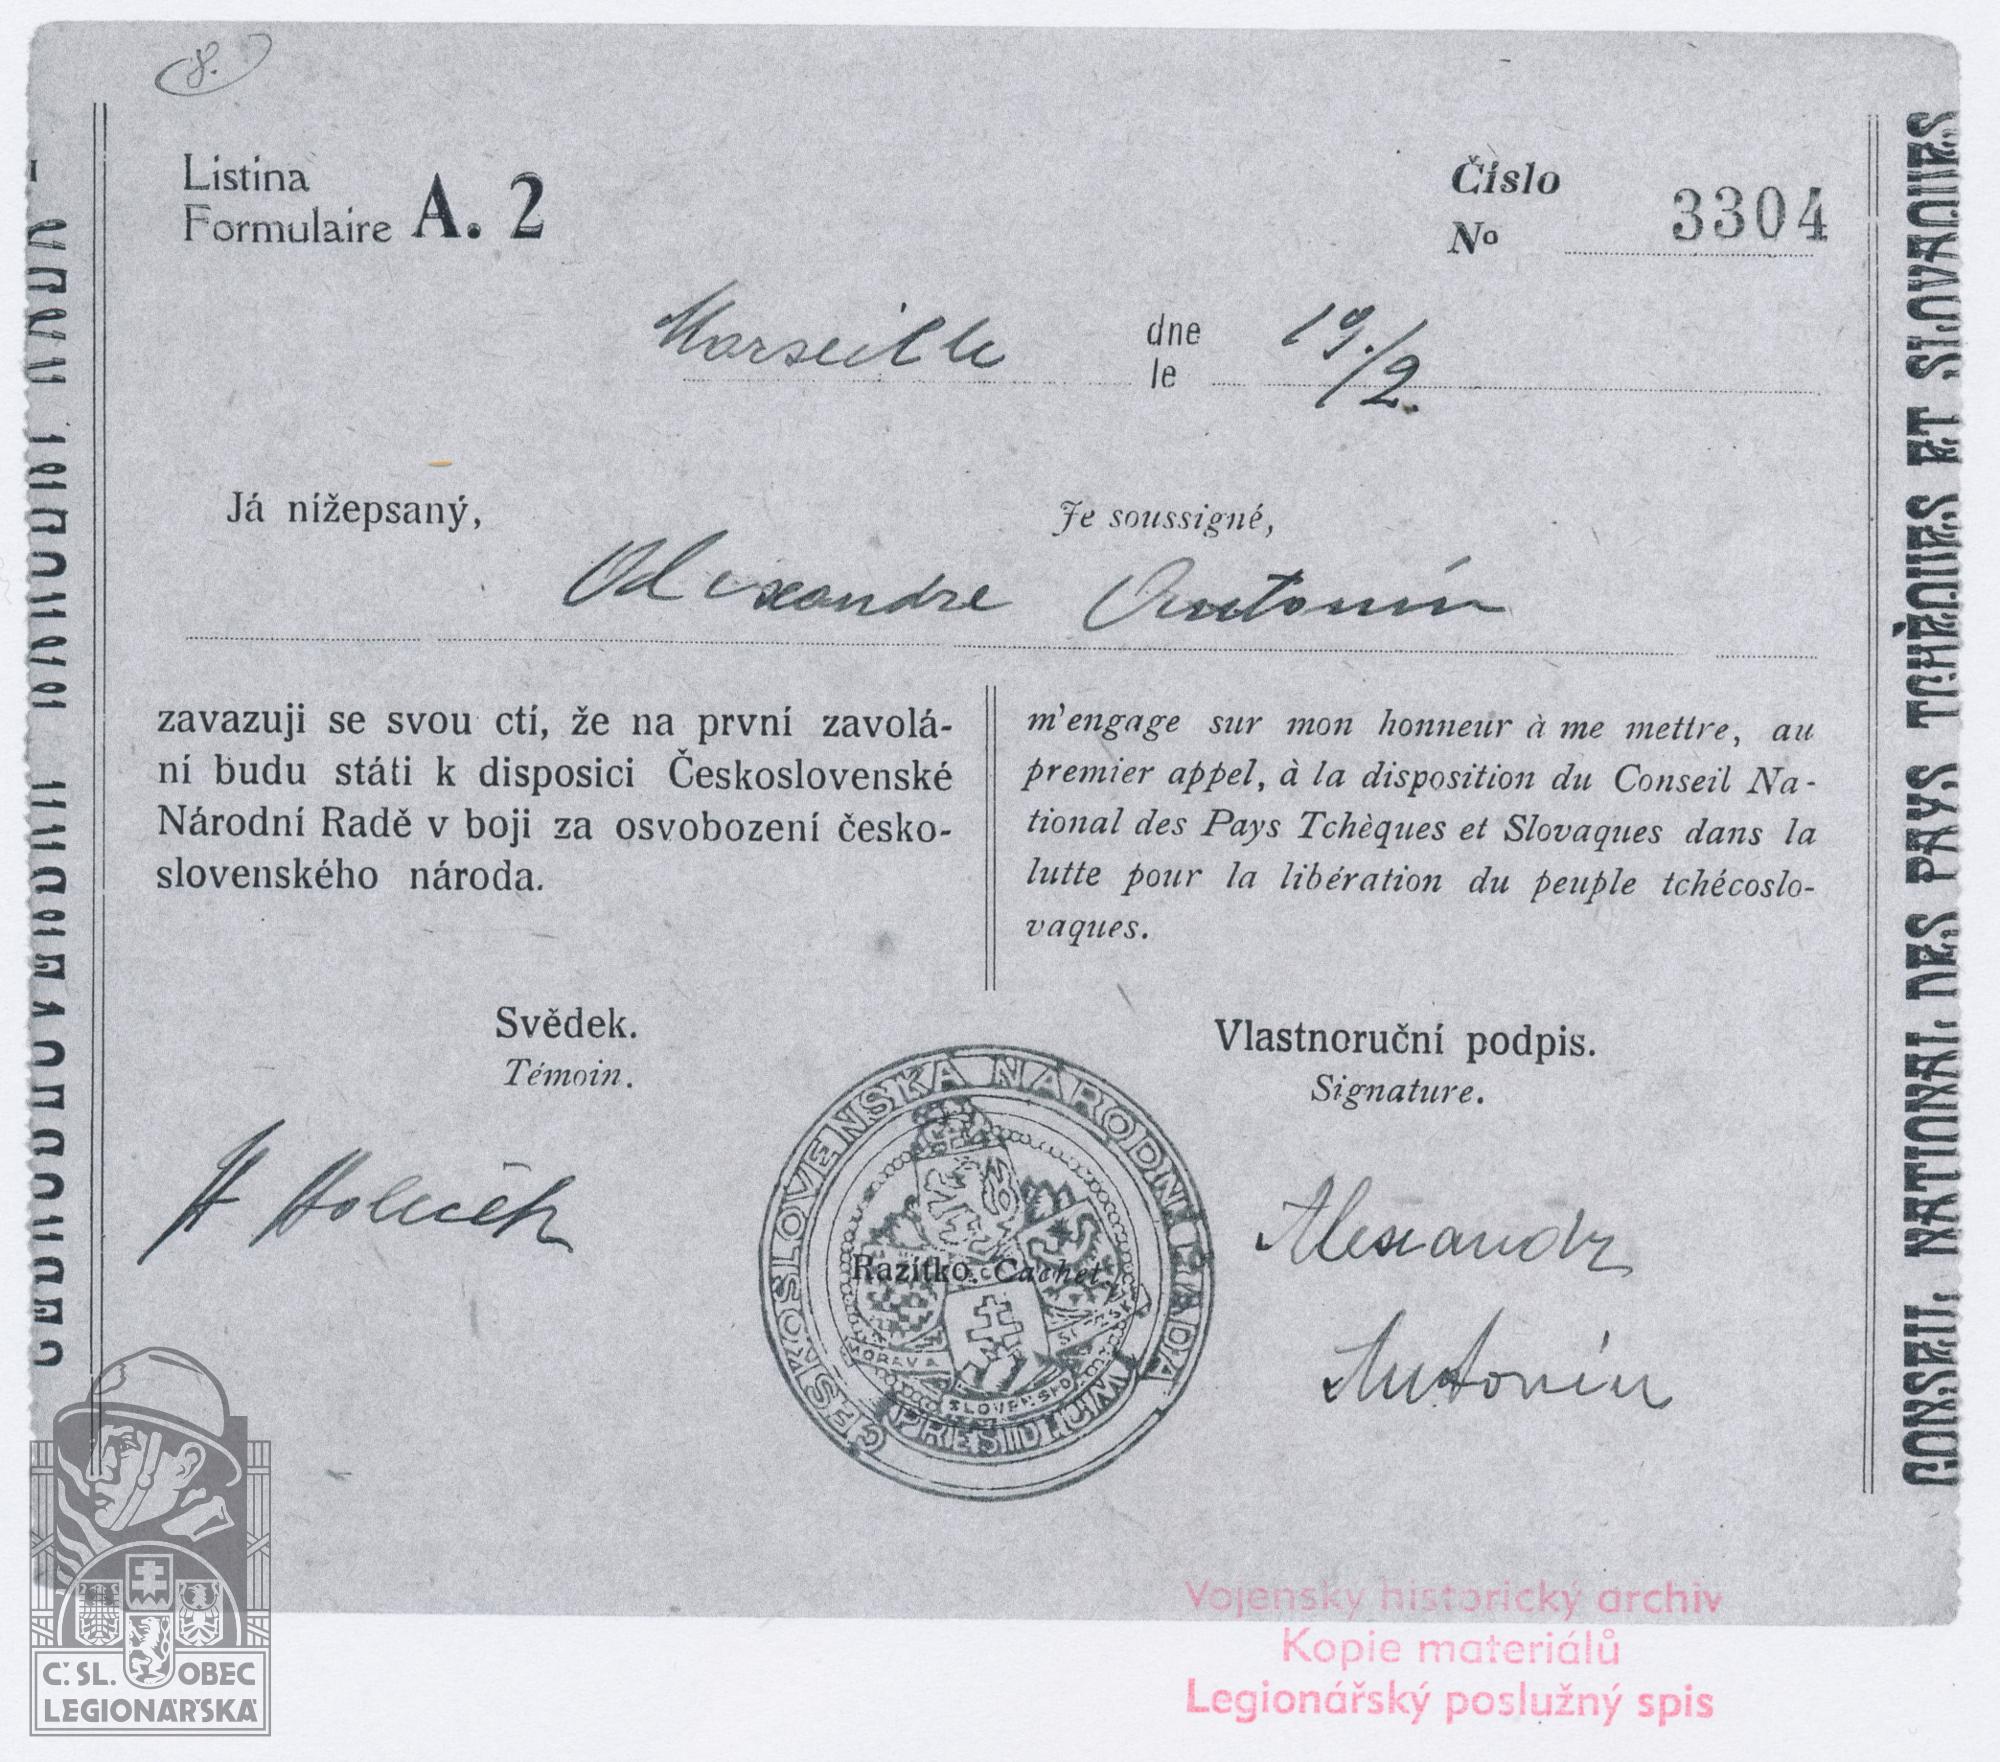 8.
Listina
Formulaire A. 2
Číslo
No 3304
Marseille dne
le 19./2.
Já nížepsaný, Je soussigné,
Alexandre Antonín
zavazuji se svou ctí, že na první zavolá-
ní budu státi k disposici Československé
Národní Radě v boji za osvobození česko-
slovenského národa.
m'engage sur mon honneur à me mettre, au
premier appel, à la disposition du Conseil Na-
tional des Pays Tchèques et Slovaques dans la
lutte pour la libération du peuple tchécoslo-
vaques.
Svědek.
Témoin.
Vlastnoruční podpis.
Signature.
Holeček
Alexandr
Antonín
ČESKOSLOVENSKA NARODNI RADA
PRESIDIUM
MORAVA
SLOVENSKO
Razítko. Cachet.
CONSEIL NATIONAL DES PAYS TCHÈQUES ET SLOVAQUES
Vojenský historický archiv
Kopie materiálů
Legionářský poslužný spis
Č.SL. OBEC
LEGIONÁŘSKÁ